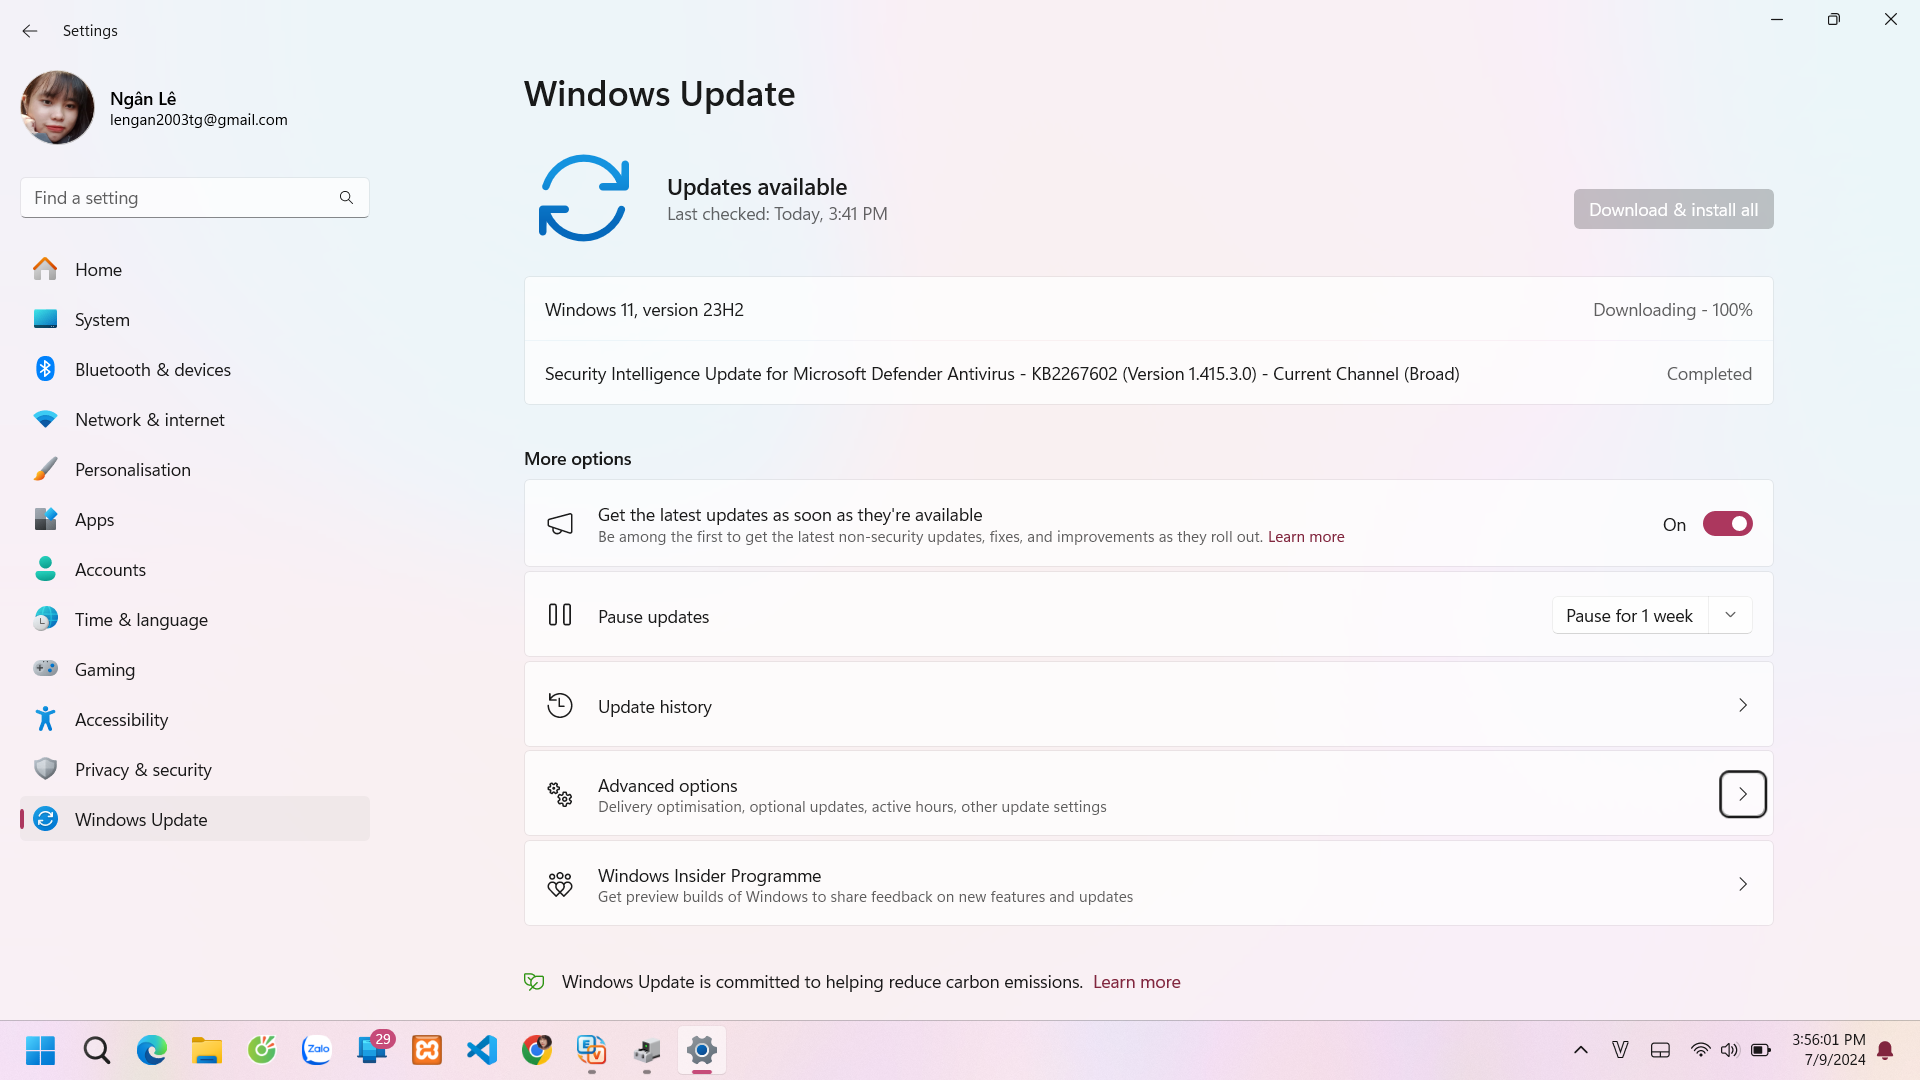 Settings
Ngân Lê
lengan2003tg@gmail.com
Find a setting
Home
System
Bluetooth & devices
Network & internet
Personalisation
Apps
Accounts
Time & language
Gaming
Accessibility
Privacy & security
Windows Update
Windows Update
Updates available
Last checked: Today, 3:41 PM
Download & install all
Windows 11, version 23H2
Downloading - 100%
Security Intelligence Update for Microsoft Defender Antivirus - KB2267602 (Version 1.415.3.0) - Current Channel (Broad)
Completed
More options
Get the latest updates as soon as they're available
Be among the first to get the latest non-security updates, fixes, and improvements as they roll out. Learn more
On
Pause updates
Pause for 1 week
Update history
Advanced options
Delivery optimisation, optional updates, active hours, other update settings
Windows Insider Programme
Get preview builds of Windows to share feedback on new features and updates
Windows Update is committed to helping reduce carbon emissions. Learn more
Zalo
29
E
V
V
3:56:01 PM
7/9/2024